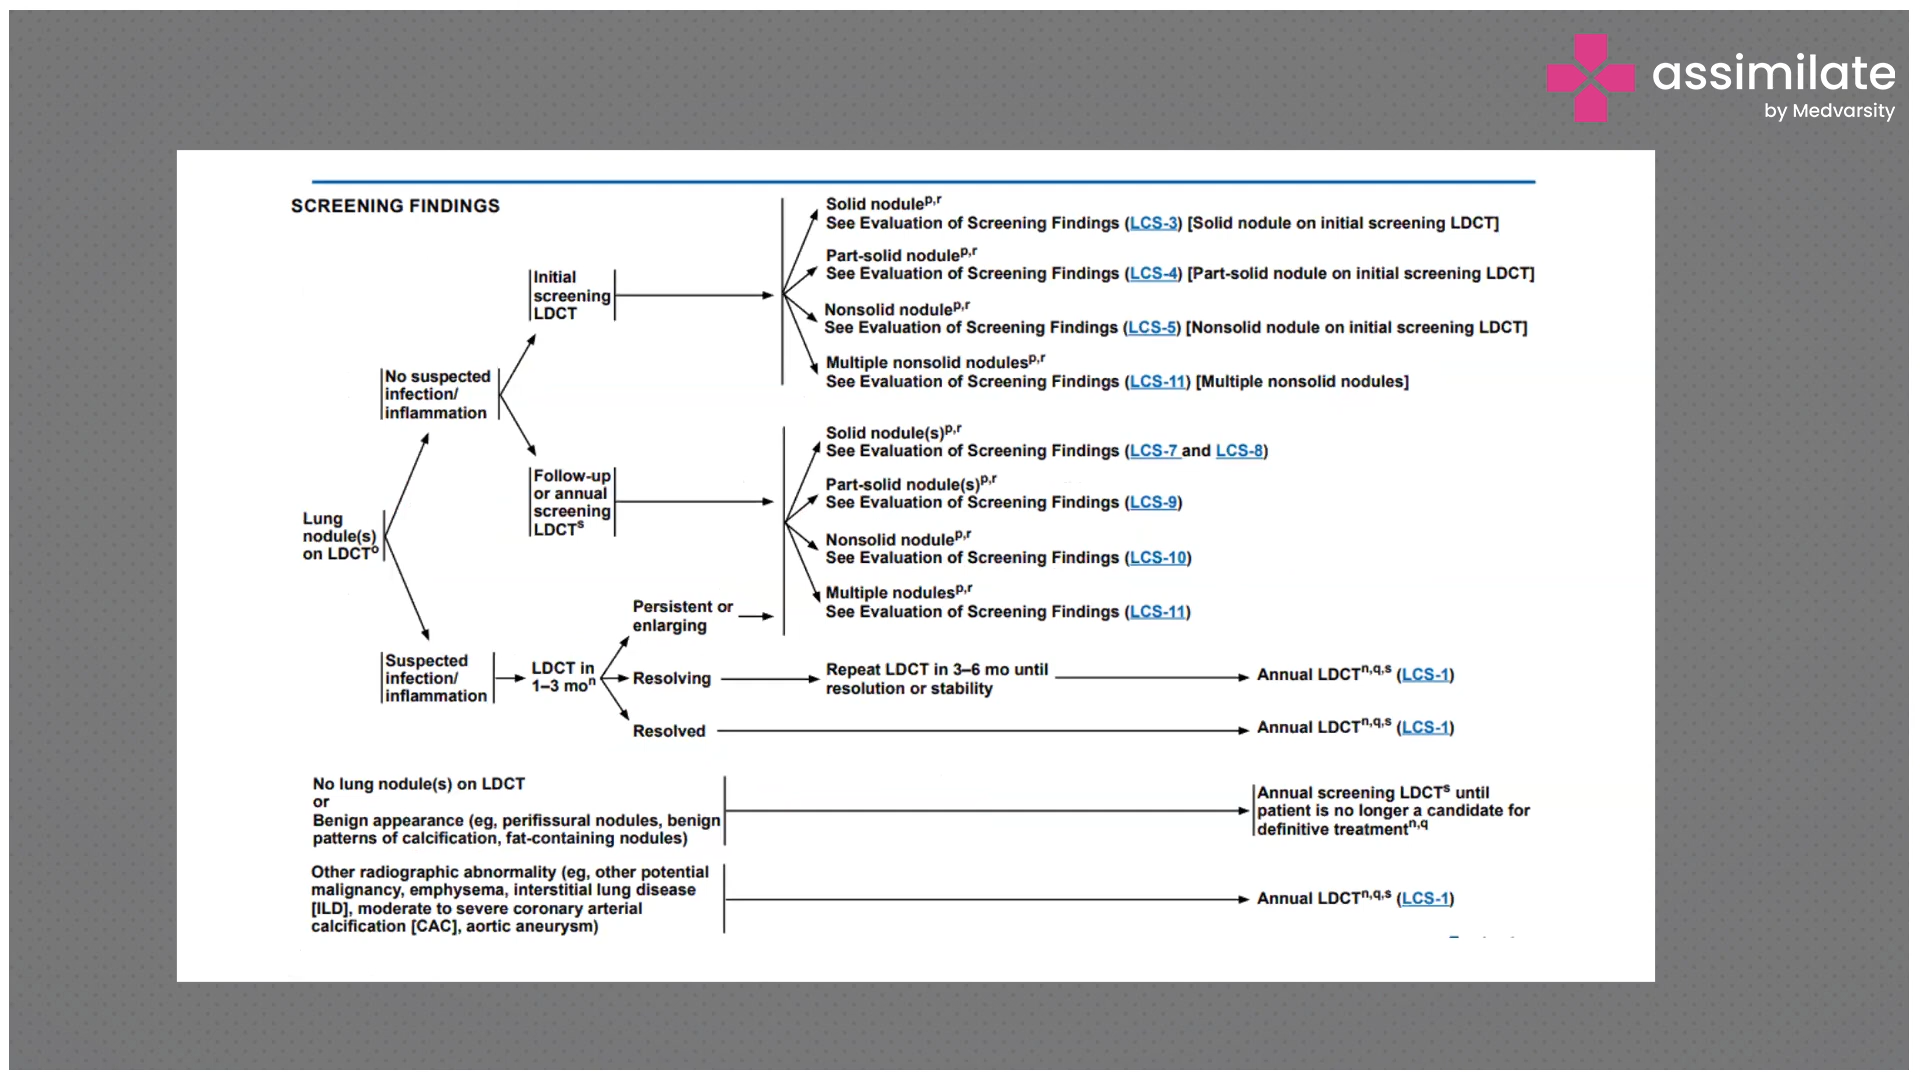 assimilate
by Medvarsity
SCREENING FINDINGS
Lung
nodule(s)
on LDCTo
No suspected
infection/
inflammation
Initial
screening
LDCT
Solid nodulep,r
See Evaluation of Screening Findings (LCS-3) [Solid nodule on initial screening LDCT]
Part-solid nodulep,r
See Evaluation of Screening Findings (LCS-4) [Part-solid nodule on initial screening LDCT]
Nonsolid nodulep,r
See Evaluation of Screening Findings (LCS-5) [Nonsolid nodule on initial screening LDCT]
Multiple nonsolid nodulesp,r
See Evaluation of Screening Findings (LCS-11) [Multiple nonsolid nodules]
Follow-up
or annual
screening
LDCTs
Solid nodule(s)p,r
See Evaluation of Screening Findings (LCS-7 and LCS-8)
Part-solid nodule(s)p,r
See Evaluation of Screening Findings (LCS-9)
Nonsolid nodulep,r
See Evaluation of Screening Findings (LCS-10)
Multiple nodulesp,r
See Evaluation of Screening Findings (LCS-11)
Suspected
infection/
inflammation
LDCT in
1–3 mon
Persistent or
enlarging
Resolving
Repeat LDCT in 3–6 mo until
resolution or stability
Annual LDCTn,q,s (LCS-1)
Resolved
Annual LDCTn,q,s (LCS-1)
No lung nodule(s) on LDCT
or
Benign appearance (eg, perifissural nodules, benign
patterns of calcification, fat-containing nodules)
Annual screening LDCTs until
patient is no longer a candidate for
definitive treatmentn,q
Other radiographic abnormality (eg, other potential
malignancy, emphysema, interstitial lung disease
[ILD], moderate to severe coronary arterial
calcification [CAC], aortic aneurysm)
Annual LDCTn,q,s (LCS-1)